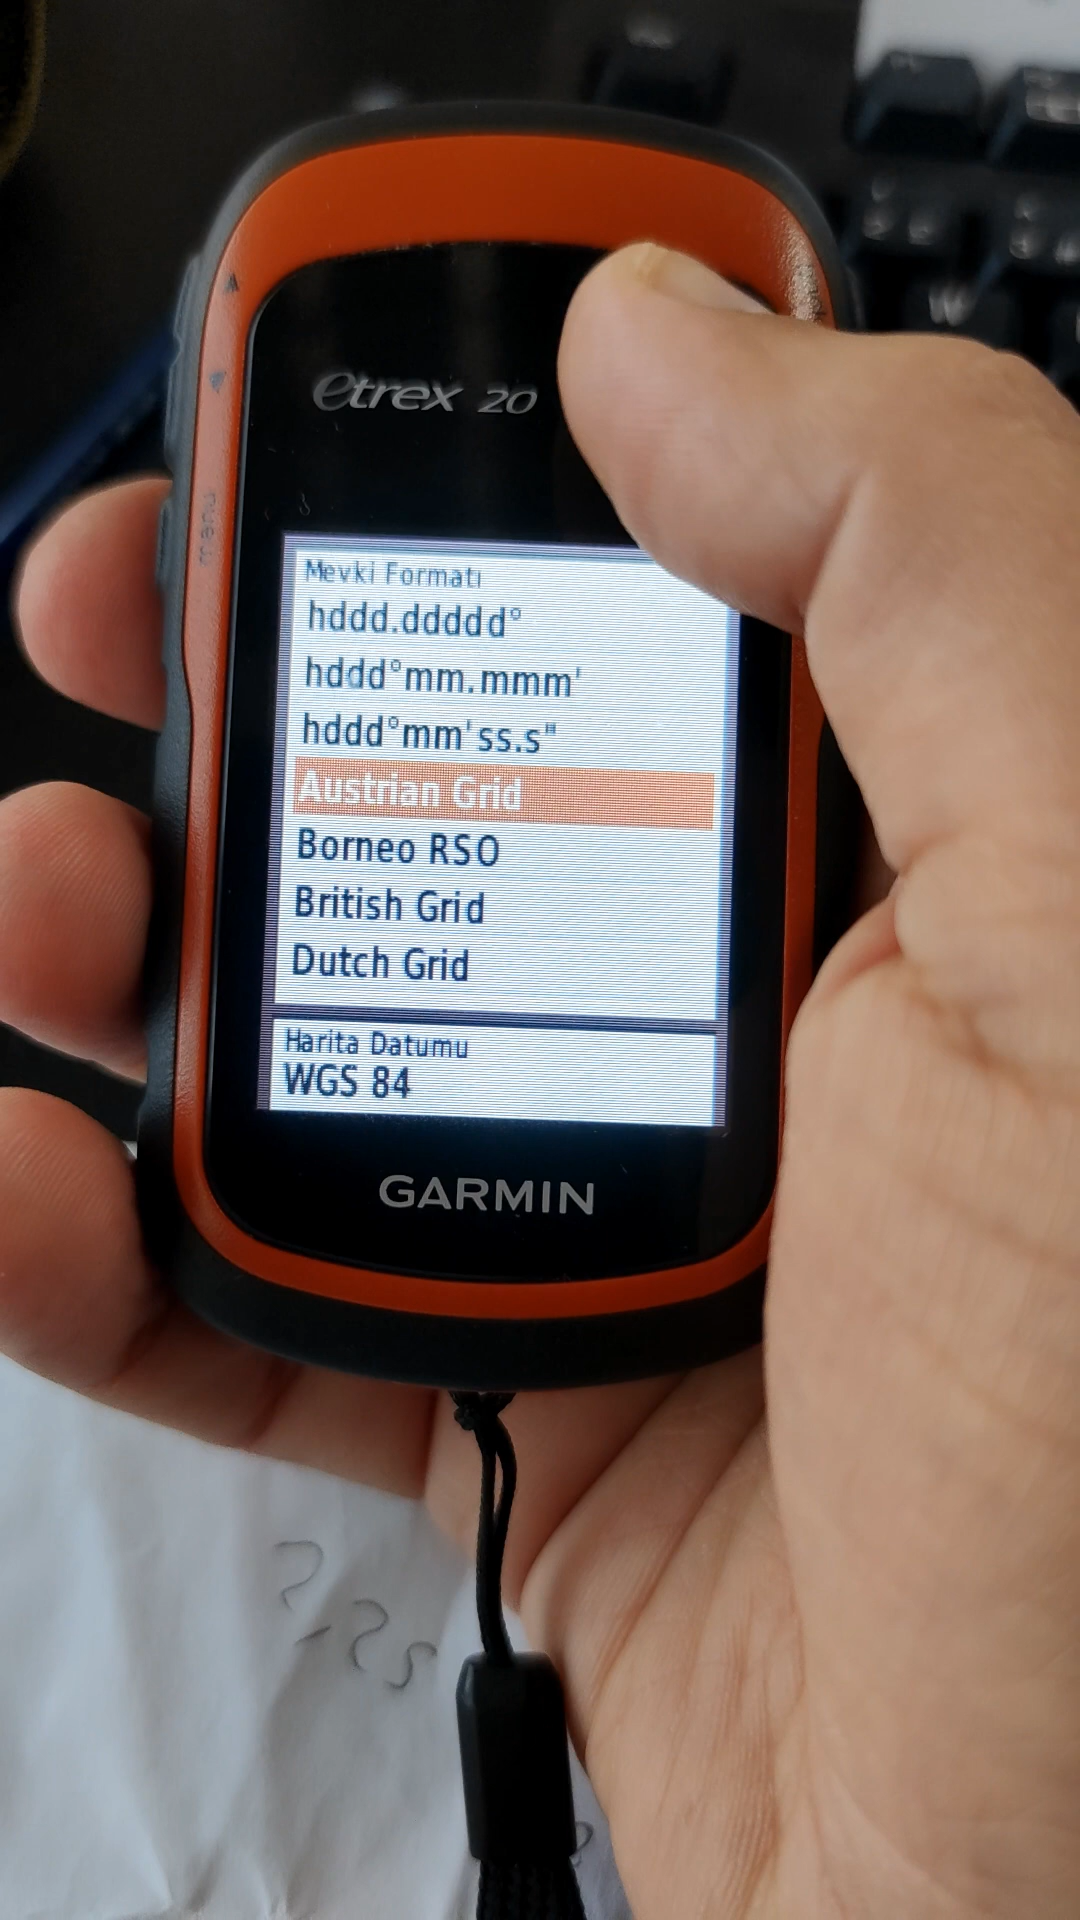 etrex 20
menu
Mevki Formatı
hddd.ddddd°
hddd°mm.mmm'
hddd°mm'ss.s"
Austrian Grid
Borneo RSO
British Grid
Dutch Grid
Harita Datumu
WGS 84
GARMIN